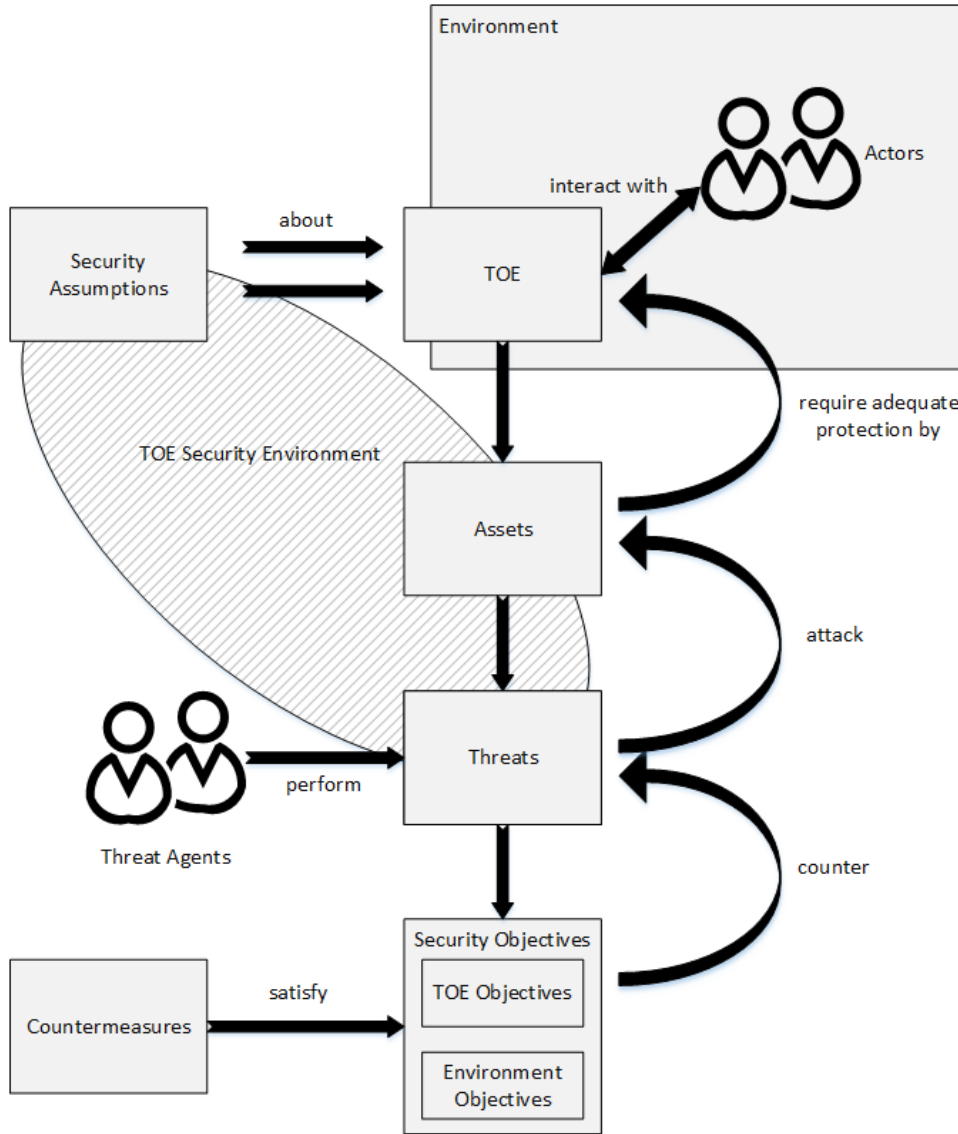 Environment
Actors
interact with
about
Security
Assumptions
TOE
require adequate
protection by
TOE Security Environment
Assets
attack
Threats
perform
Threat Agents
counter
Security Objectives
TOE Objectives
satisfy
Countermeasures
Environment
Objectives